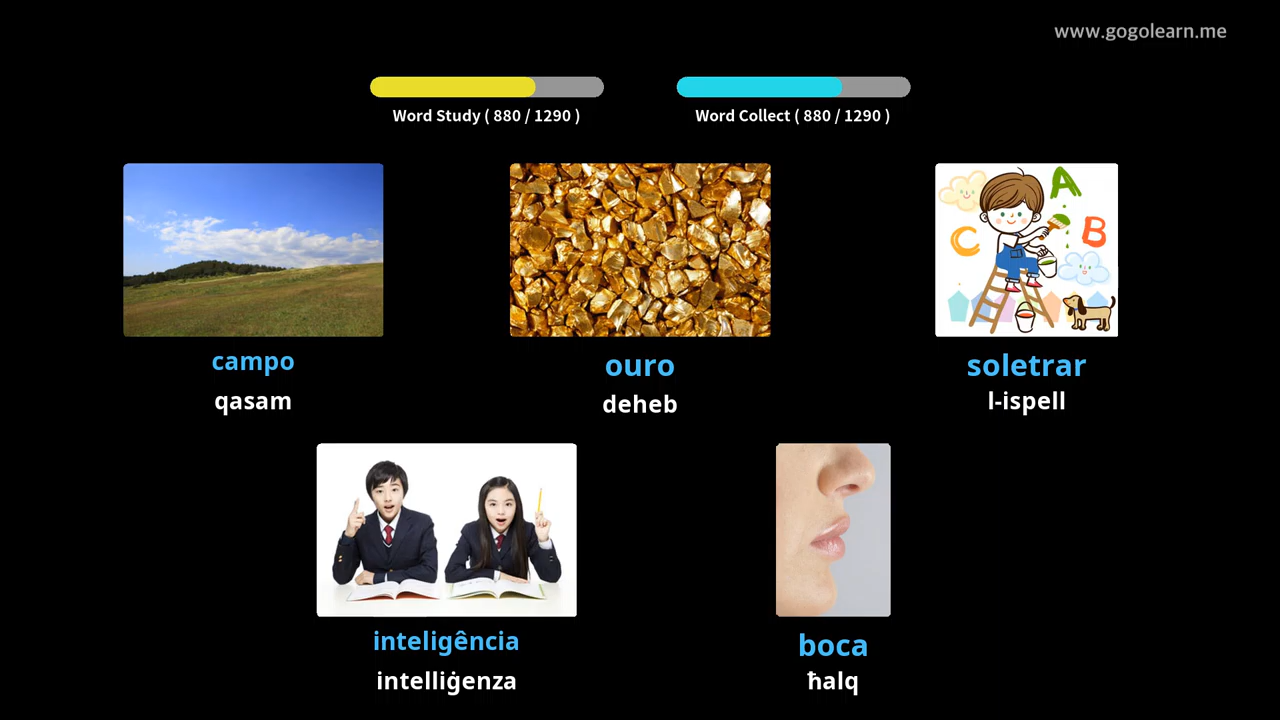 www.gogolearn.me
Word Study ( 880 / 1290 )
Word Collect ( 880 / 1290 )
A
B
C
campo
qasam
ouro
deheb
soletrar
l-ispell
inteligência
intelliġenza
boca
ħalq